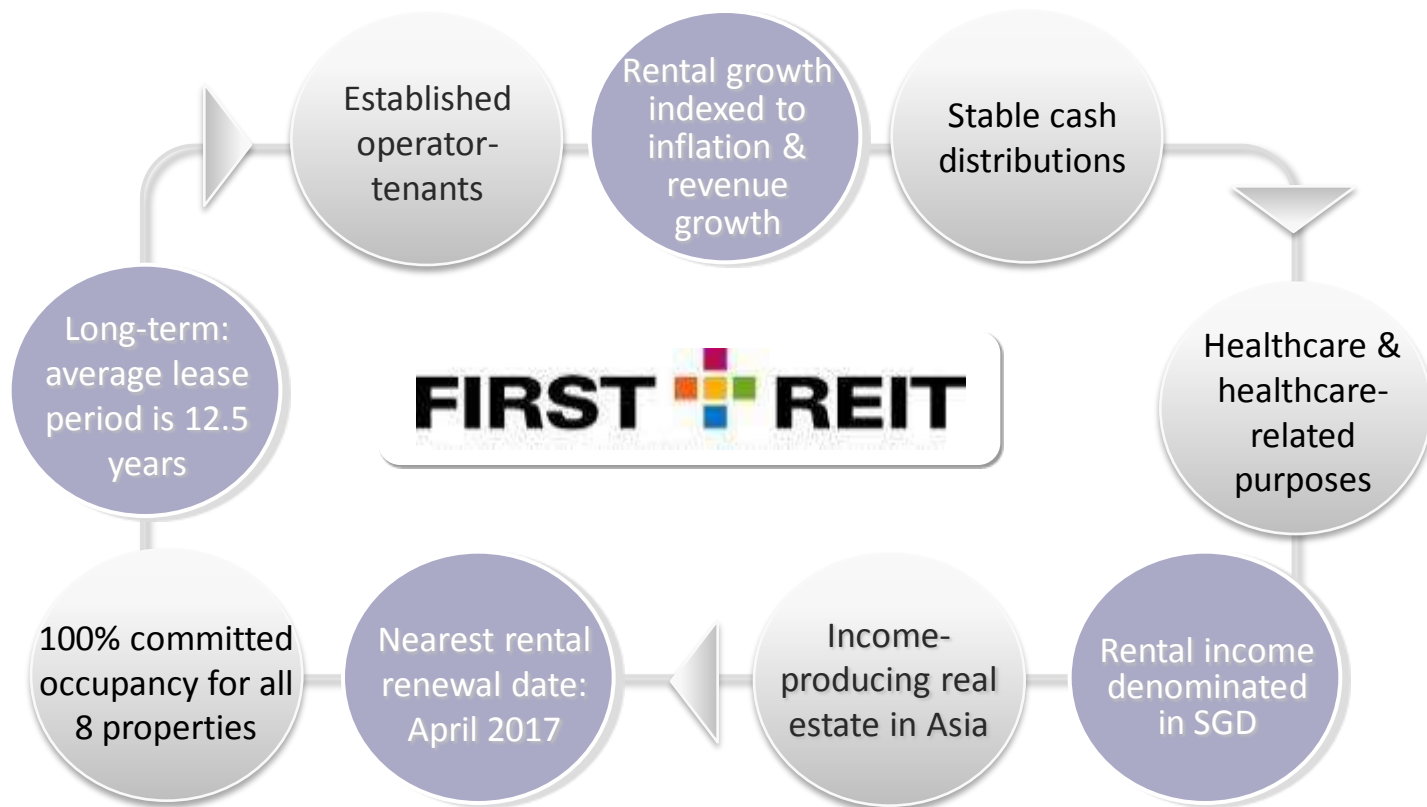 Established
operator-
tenants
Rental growth
indexed to
inflation &
revenue
growth
Stable cash
distributions
Long-term:
average lease
period is 12.5
years
FIRST REIT
Healthcare &
healthcare-
related
purposes
100% committed
occupancy for all
8 properties
Nearest rental
renewal date:
April 2017
Income-
producing real
estate in Asia
Rental income
denominated
in SGD